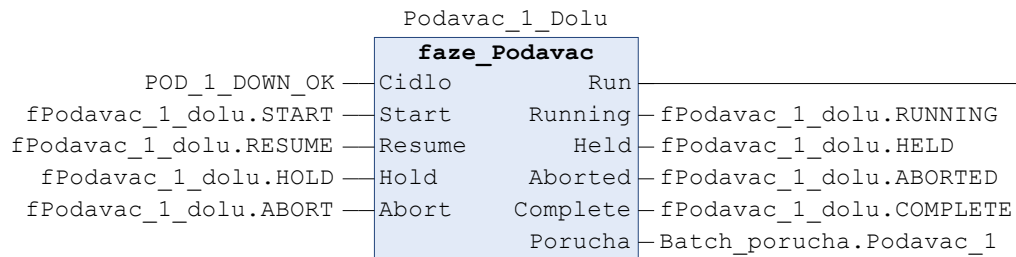 Podavac_1_Dolu
faze_Podavac
POD_1_DOWN_OK Cidlo Run
fPodavac_1_dolu.START Start Running fPodavac_1_dolu.RUNNING
fPodavac_1_dolu.RESUME Resume Held fPodavac_1_dolu.HELD
fPodavac_1_dolu.HOLD Hold Aborted fPodavac_1_dolu.ABORTED
fPodavac_1_dolu.ABORT Abort Complete fPodavac_1_dolu.COMPLETE
Porucha Batch_porucha.Podavac_1